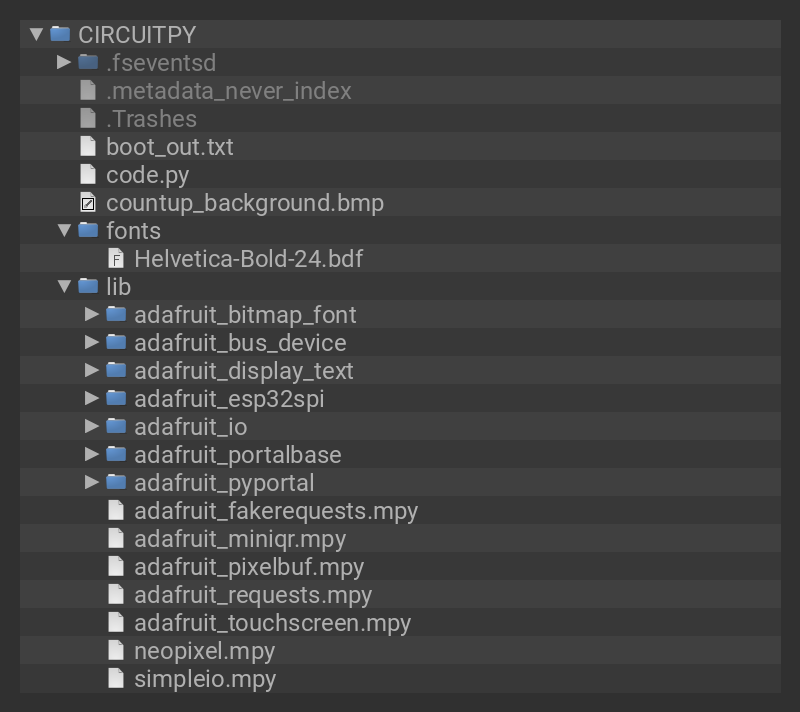 CIRCUITPY
.fseventsd
.metadata_never_index
.Trashes
boot_out.txt
code.py
countup_background.bmp
fonts
F Helvetica-Bold-24.bdf
lib
adafruit_bitmap_font
adafruit_bus_device
adafruit_display_text
adafruit_esp32spi
adafruit_io
adafruit_portalbase
adafruit_pyportal
adafruit_fakerequests.mpy
adafruit_miniqr.mpy
adafruit_pixelbuf.mpy
adafruit_requests.mpy
adafruit_touchscreen.mpy
neopixel.mpy
simpleio.mpy